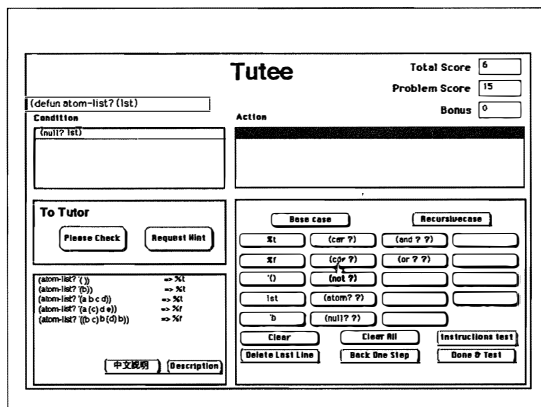 Tutee
Total Score 6
Problem Score 15
Bonus 0
(defun atom-list? (lst)
Condition
Action
(null? lst)
To Tutor
Please Check
Request Hint
(atom-list? '( )) => %t
(atom-list? '(b)) => %t
(atom-list? '(a b c d)) => %t
(atom-list? '(a (c) d e)) => %f
(atom-list? '((b c) b (d) b)) => %f
中文說明
Description
Base case
Recursivecase
%t
(car ?)
(and ? ?)
%f
(cdr ?)
(or ? ?)
'()
(not ?)
lst
(atom? ?)
'b
(null? ?)
Clear
Clear All
Instructions test
Delete Last Line
Back One Step
Done & Test